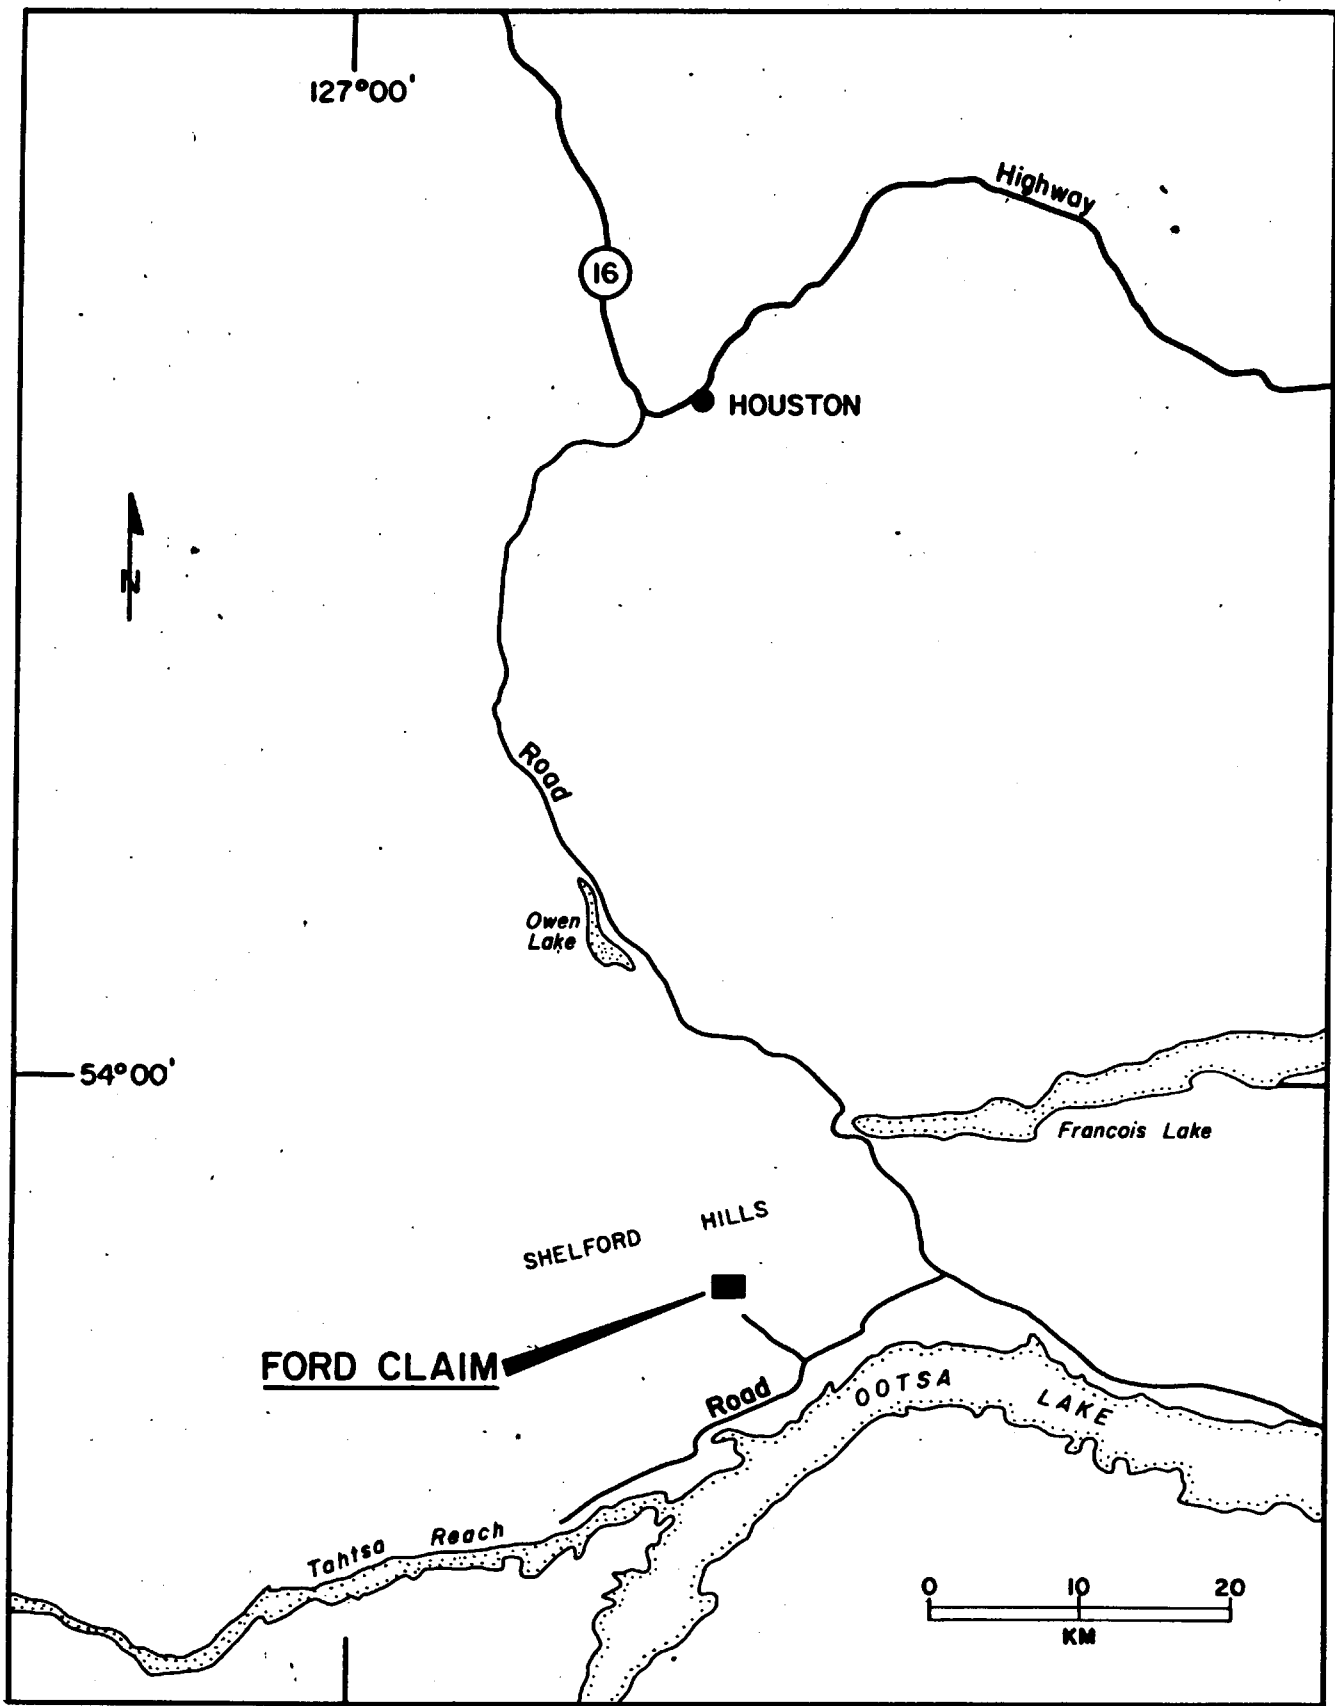 127°00'
Highway
16
HOUSTON
N
Road
Owen
Lake
54°00'
Francois Lake
SHELFORD HILLS
FORD CLAIM
Road
OOTSA LAKE
Tahtsa Reach
0 10 20
KM